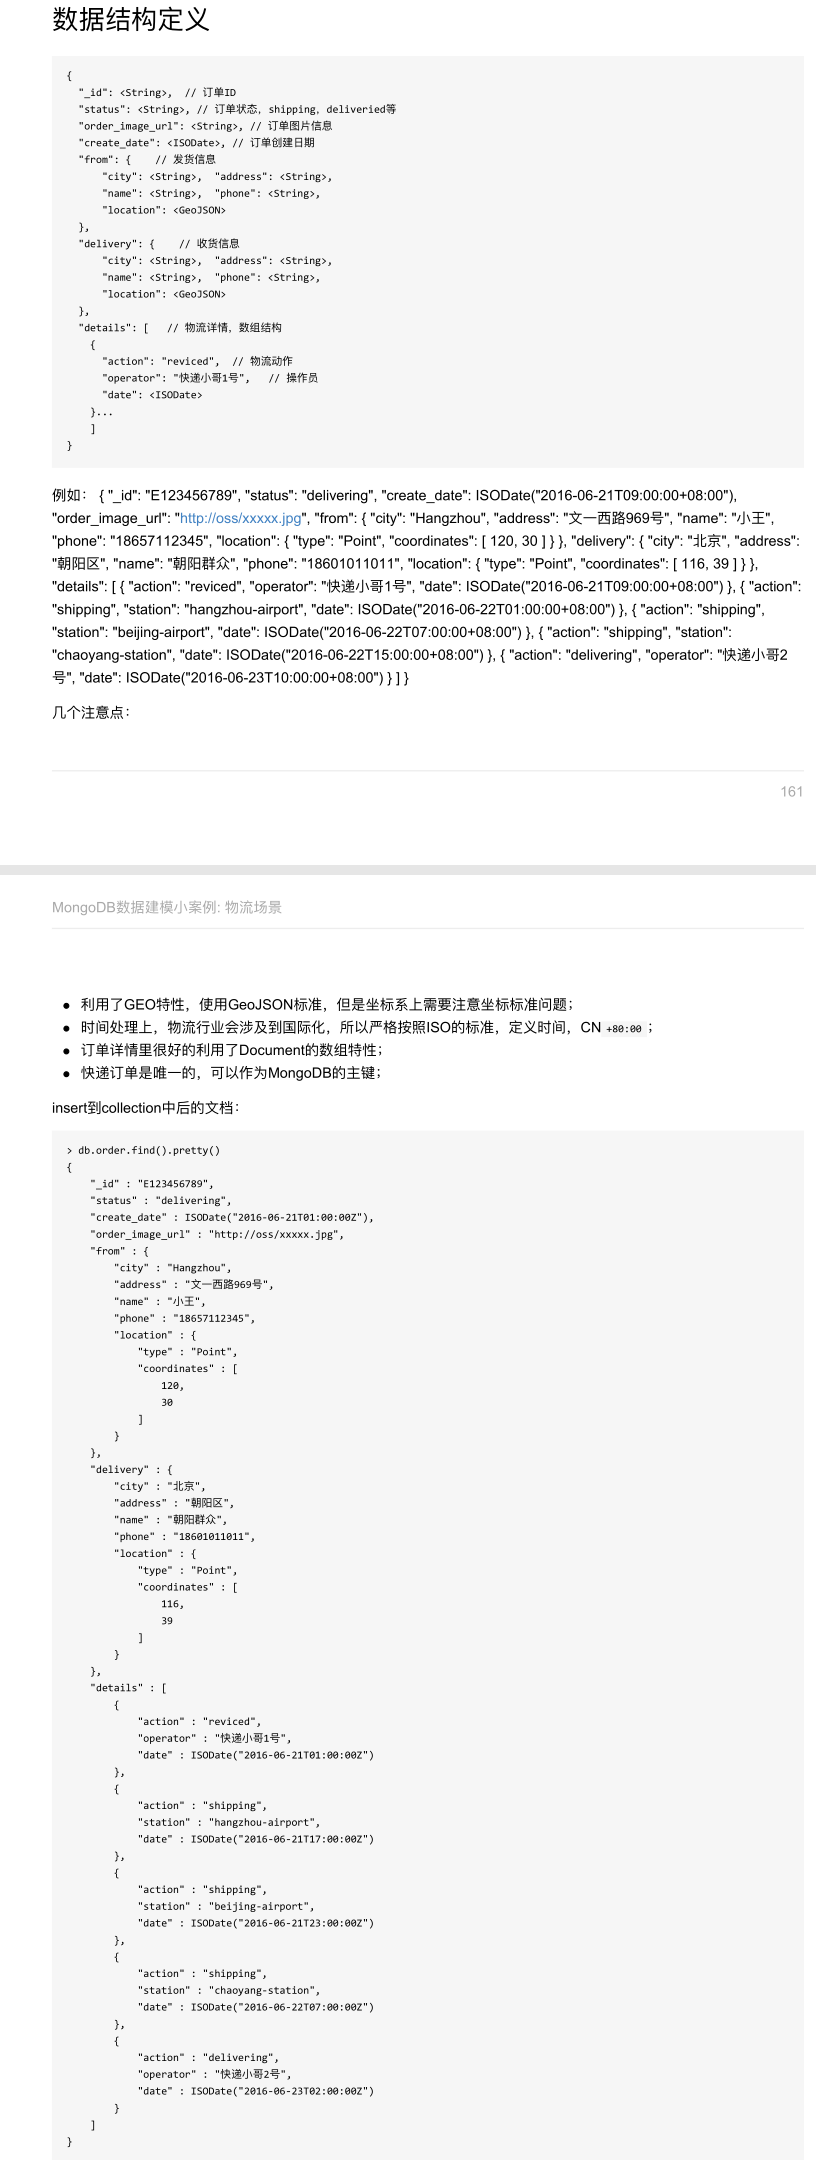 数据结构定义
{
"_id": <String>,  // 订单ID
"status": <String>, // 订单状态，shipping，deliveried等
"order_image_url": <String>, // 订单图片信息
"create_date": <ISODate>, // 订单创建日期
"from": {    // 发货信息
"city": <String>,  "address": <String>,
"name": <String>,  "phone": <String>,
"location": <GeoJSON>
},
"delivery": {    // 收货信息
"city": <String>,  "address": <String>,
"name": <String>,  "phone": <String>,
"location": <GeoJSON>
},
"details": [   // 物流详情，数组结构
{
"action": "reviced",  // 物流动作
"operator": "快递小哥1号",   // 操作员
"date": <ISODate>
}...
]
}
例如： { "_id": "E123456789", "status": "delivering", "create_date": ISODate("2016-06-21T09:00:00+08:00"),
"order_image_url": "http://oss/xxxxx.jpg", "from": { "city": "Hangzhou", "address": "文一西路969号", "name": "小王",
"phone": "18657112345", "location": { "type": "Point", "coordinates": [ 120, 30 ] } }, "delivery": { "city": "北京", "address":
"朝阳区", "name": "朝阳群众", "phone": "18601011011", "location": { "type": "Point", "coordinates": [ 116, 39 ] } },
"details": [ { "action": "reviced", "operator": "快递小哥1号", "date": ISODate("2016-06-21T09:00:00+08:00") }, { "action":
"shipping", "station": "hangzhou-airport", "date": ISODate("2016-06-22T01:00:00+08:00") }, { "action": "shipping",
"station": "beijing-airport", "date": ISODate("2016-06-22T07:00:00+08:00") }, { "action": "shipping", "station":
"chaoyang-station", "date": ISODate("2016-06-22T15:00:00+08:00") }, { "action": "delivering", "operator": "快递小哥2
号", "date": ISODate("2016-06-23T10:00:00+08:00") } ] }
几个注意点：
161
MongoDB数据建模小案例: 物流场景
● 利用了GEO特性，使用GeoJSON标准，但是坐标系上需要注意坐标标准问题；
● 时间处理上，物流行业会涉及到国际化，所以严格按照ISO的标准，定义时间，CN +80:00 ；
● 订单详情里很好的利用了Document的数组特性；
● 快递订单是唯一的，可以作为MongoDB的主键；
insert到collection中后的文档：
> db.order.find().pretty()
{
"_id" : "E123456789",
"status" : "delivering",
"create_date" : ISODate("2016-06-21T01:00:00Z"),
"order_image_url" : "http://oss/xxxxx.jpg",
"from" : {
"city" : "Hangzhou",
"address" : "文一西路969号",
"name" : "小王",
"phone" : "18657112345",
"location" : {
"type" : "Point",
"coordinates" : [
120,
30
]
}
},
"delivery" : {
"city" : "北京",
"address" : "朝阳区",
"name" : "朝阳群众",
"phone" : "18601011011",
"location" : {
"type" : "Point",
"coordinates" : [
116,
39
]
}
},
"details" : [
{
"action" : "reviced",
"operator" : "快递小哥1号",
"date" : ISODate("2016-06-21T01:00:00Z")
},
{
"action" : "shipping",
"station" : "hangzhou-airport",
"date" : ISODate("2016-06-21T17:00:00Z")
},
{
"action" : "shipping",
"station" : "beijing-airport",
"date" : ISODate("2016-06-21T23:00:00Z")
},
{
"action" : "shipping",
"station" : "chaoyang-station",
"date" : ISODate("2016-06-22T07:00:00Z")
},
{
"action" : "delivering",
"operator" : "快递小哥2号",
"date" : ISODate("2016-06-23T02:00:00Z")
}
]
}